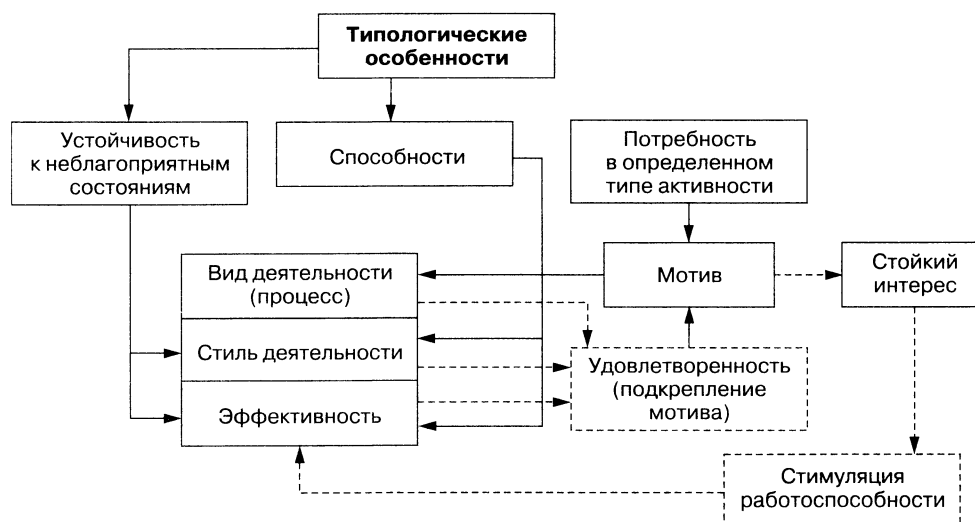 Типологические
особенности
Устойчивость
к неблагоприятным
состояниям
Способности
Потребность
в определенном
типе активности
Вид деятельности
(процесс)
Мотив
Стойкий
интерес
Стиль деятельности
Удовлетворенность
(подкрепление
мотива)
Эффективность
Стимуляция
работоспособности